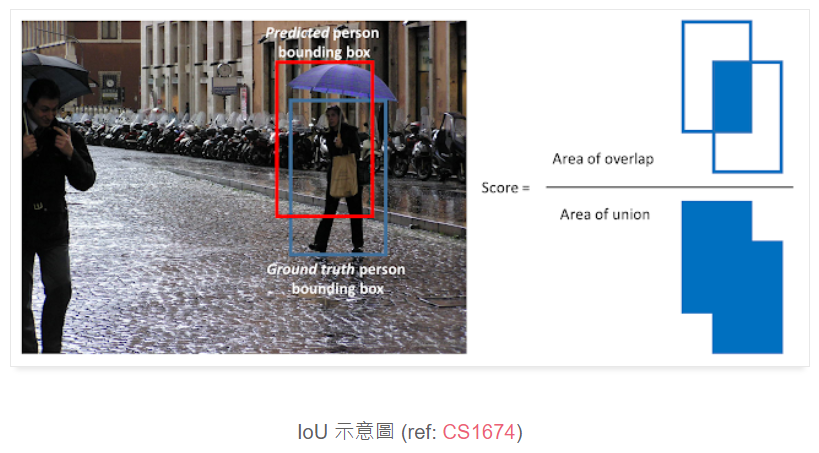 Predicted person
bounding box
Ground truth person
bounding box
Score =
Area of overlap
Area of union
IoU 示意圖 (ref: CS1674)